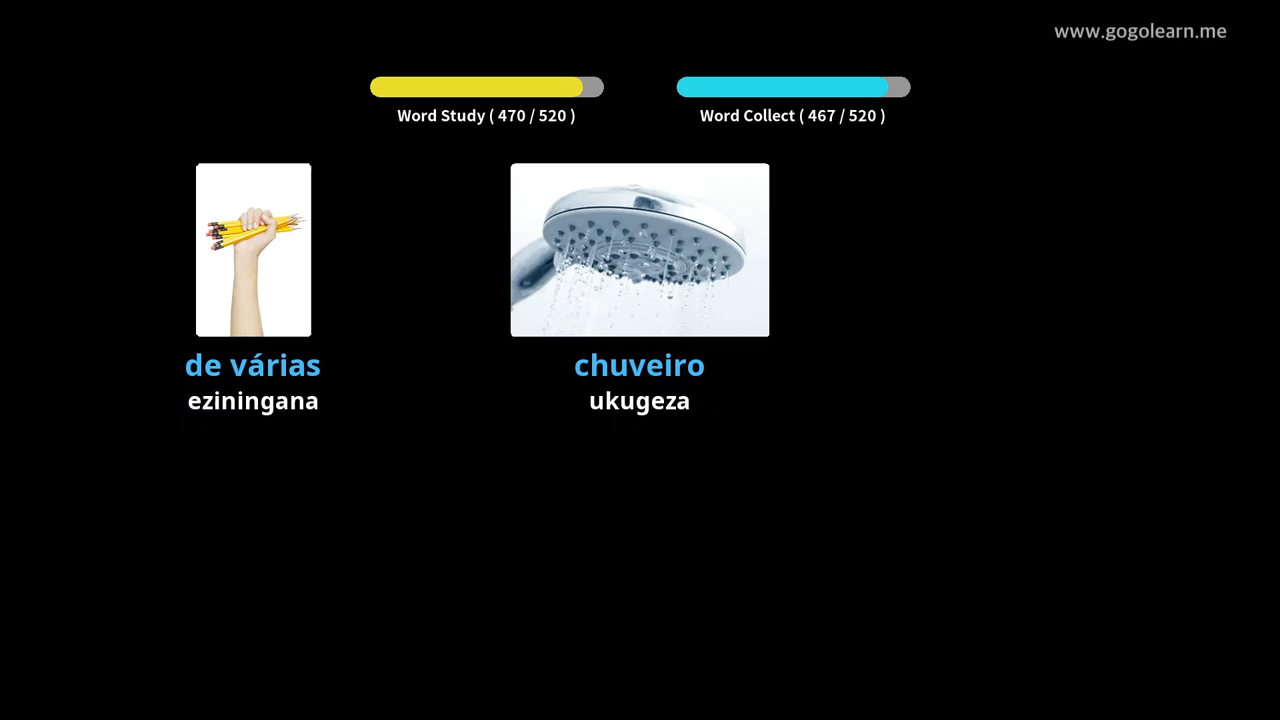 www.gogolearn.me
Word Study ( 470 / 520 )
Word Collect ( 467 / 520 )
de várias
eziningana
chuveiro
ukugeza